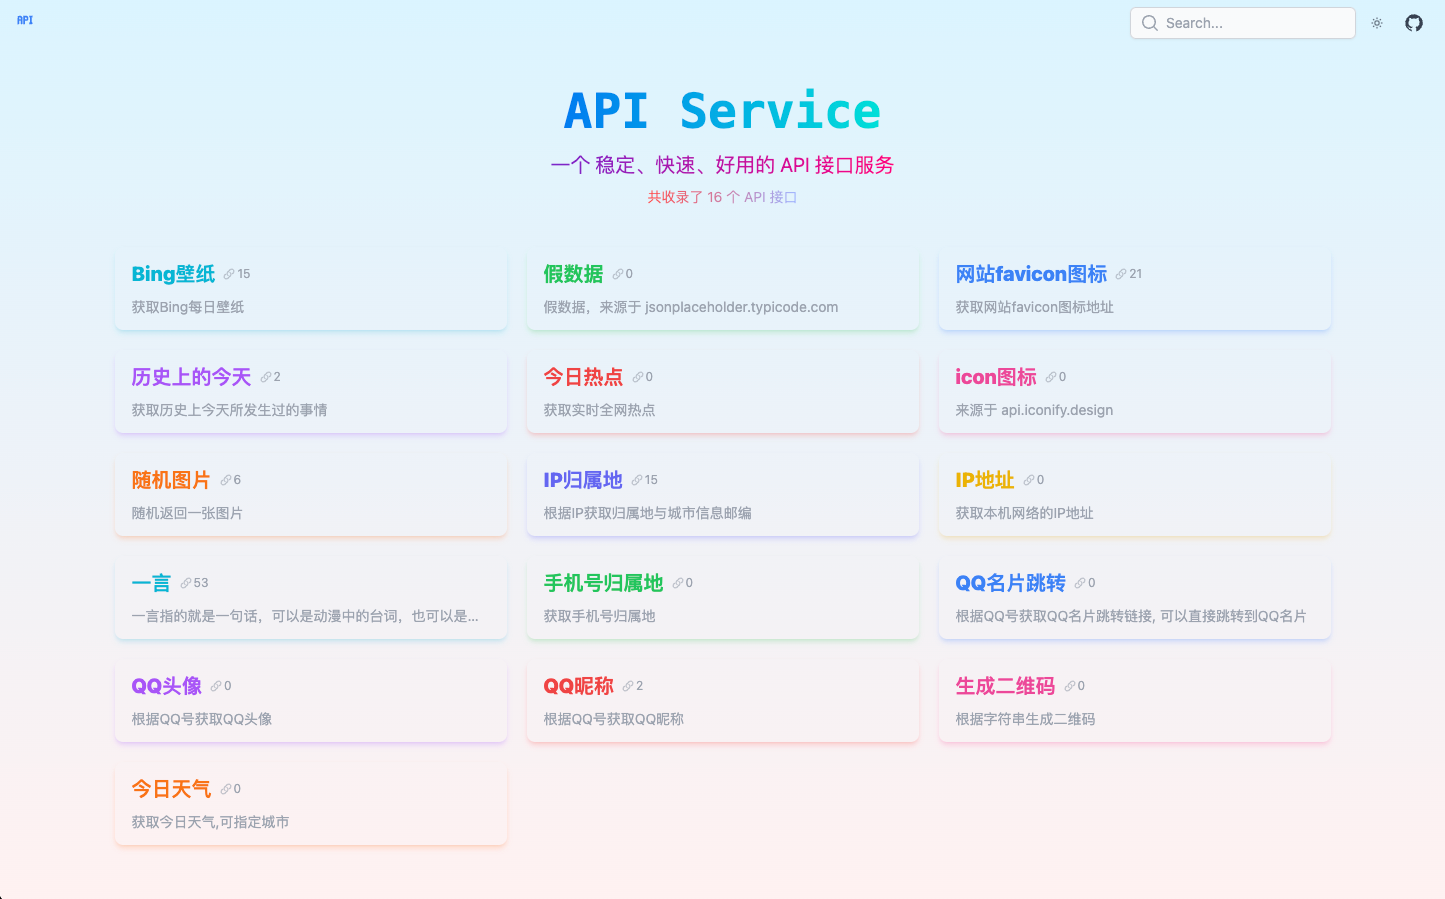 API
Search...
API Service
一个 稳定、快速、好用的 API 接口服务
共收录了 16 个 API 接口
Bing壁纸 15
获取Bing每日壁纸
假数据 0
假数据，来源于 jsonplaceholder.typicode.com
网站favicon图标 21
获取网站favicon图标地址
历史上的今天 2
获取历史上今天所发生过的事情
今日热点 0
获取实时全网热点
icon图标 0
来源于 api.iconify.design
随机图片 6
随机返回一张图片
IP归属地 15
根据IP获取归属地与城市信息邮编
IP地址 0
获取本机网络的IP地址
一言 53
一言指的就是一句话，可以是动漫中的台词，也可以是...
手机号归属地 0
获取手机号归属地
QQ名片跳转 0
根据QQ号获取QQ名片跳转链接, 可以直接跳转到QQ名片
QQ头像 0
根据QQ号获取QQ头像
QQ昵称 2
根据QQ号获取QQ昵称
生成二维码 0
根据字符串生成二维码
今日天气 0
获取今日天气,可指定城市